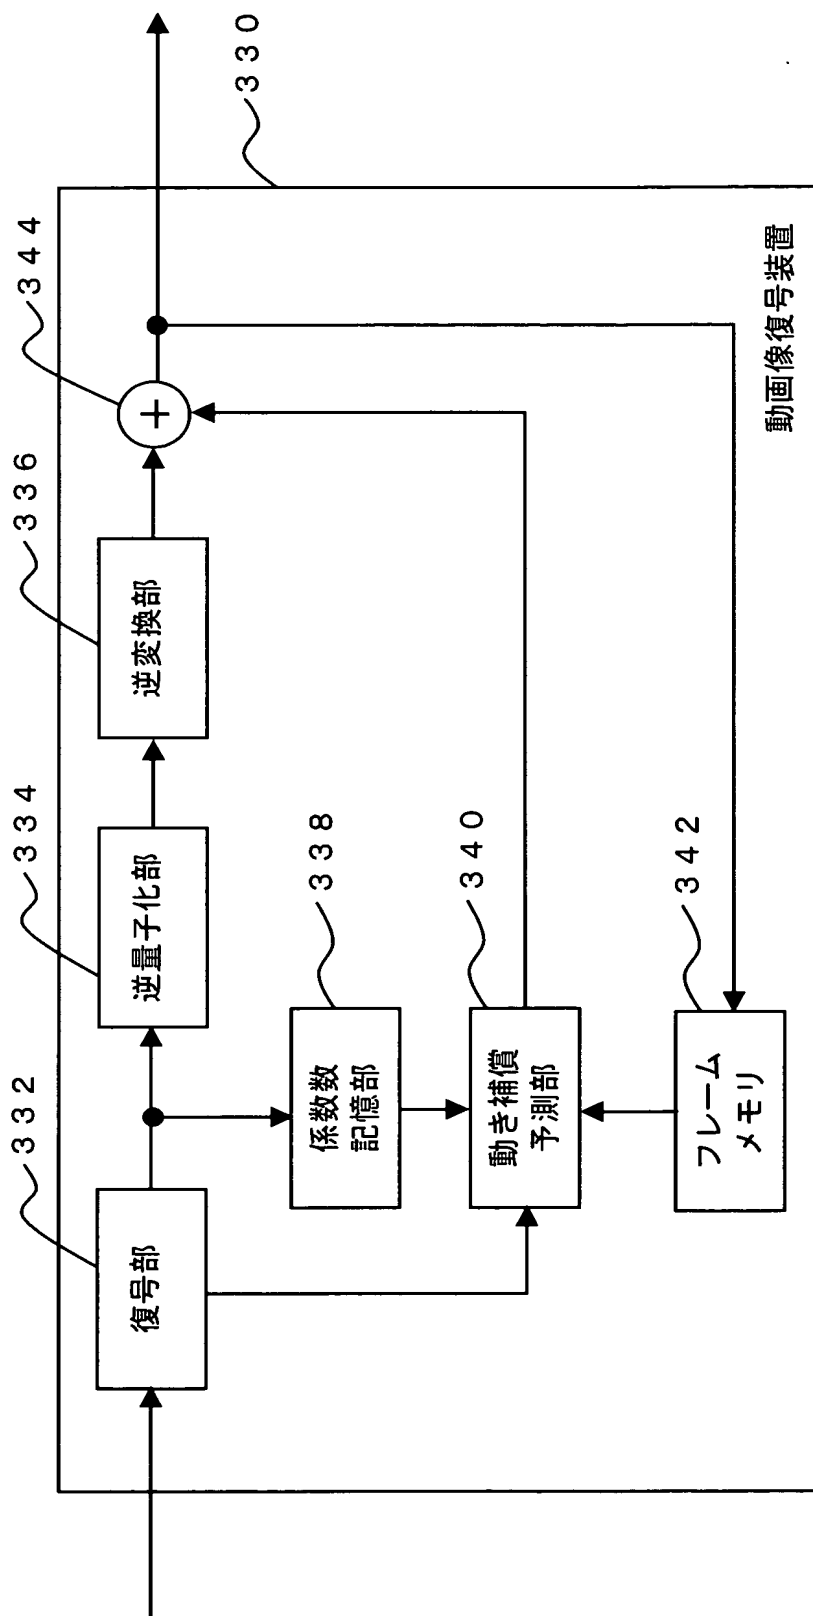 330
332
334
336
344
復号部
逆量子化部
逆変換部
+
338
係数数
記憶部
340
動き補償
予測部
342
フレーム
メモリ
動画像復号装置